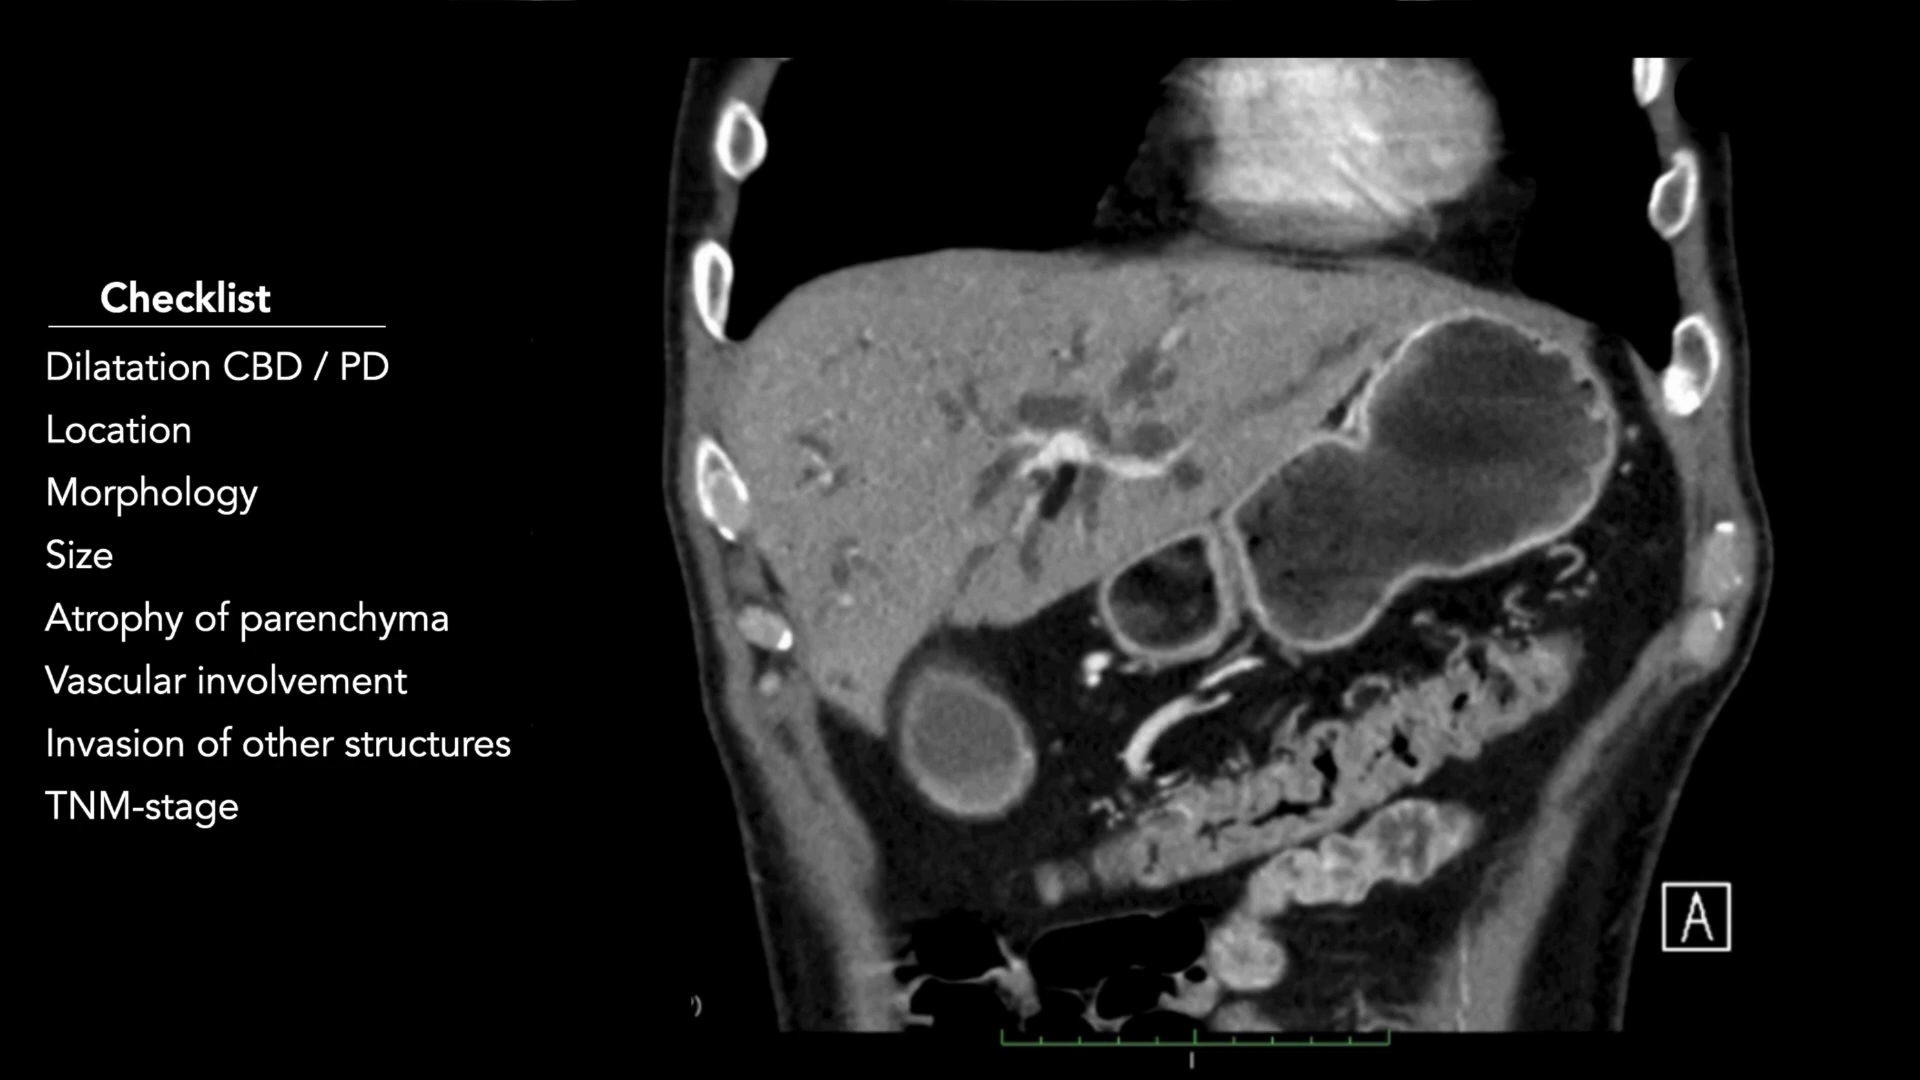 Checklist
Dilatation CBD / PD
Location
Morphology
Size
Atrophy of parenchyma
Vascular involvement
Invasion of other structures
TNM-stage
A
)
I